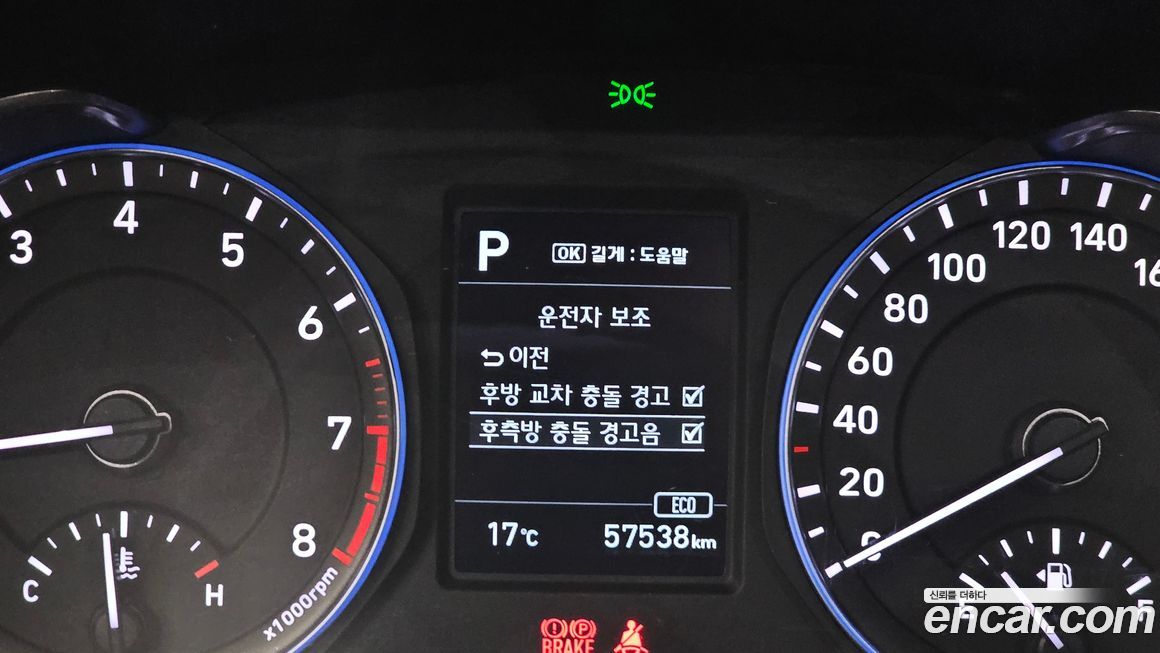 P
OK 길게 : 도움말
운전자 보조
이전
후방 교차 충돌 경고
후측방 충돌 경고음
ECO
17℃ 57538km
3 4 5 6 7 8
x1000rpm
C H
0 20 40 60 80 100 120 140
E F
BRAKE
신뢰를 더하다
encar.com